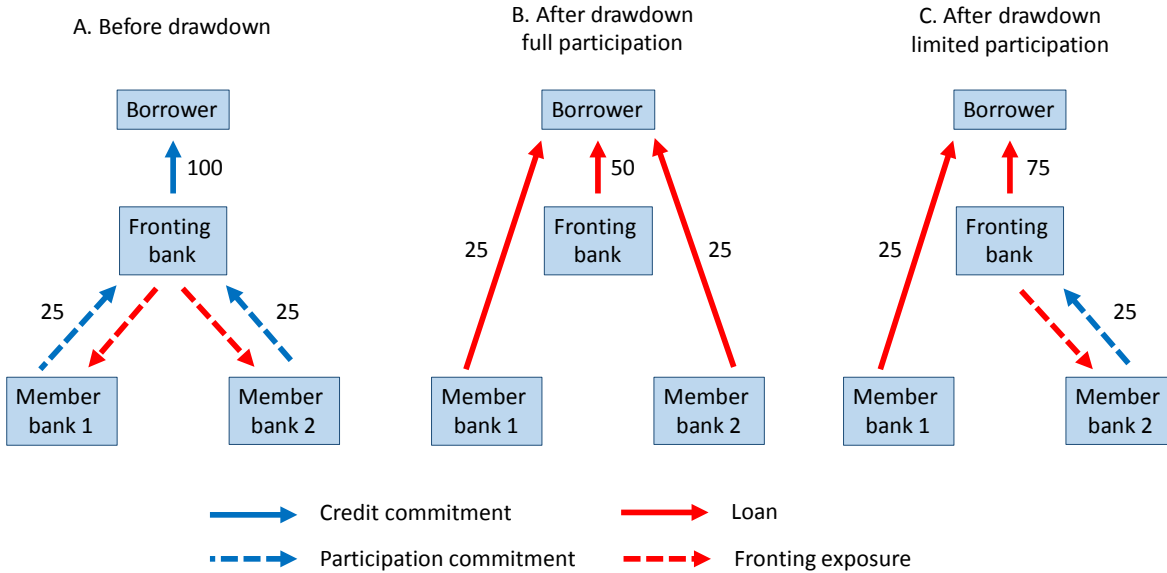 A. Before drawdown
Borrower
100
Fronting
bank
25
25
Member
bank 1
Member
bank 2
B. After drawdown
full participation
Borrower
50
Fronting
bank
25
25
Member
bank 1
Member
bank 2
C. After drawdown
limited participation
Borrower
75
Fronting
bank
25
25
Member
bank 1
Member
bank 2
Credit commitment
Loan
Participation commitment
Fronting exposure